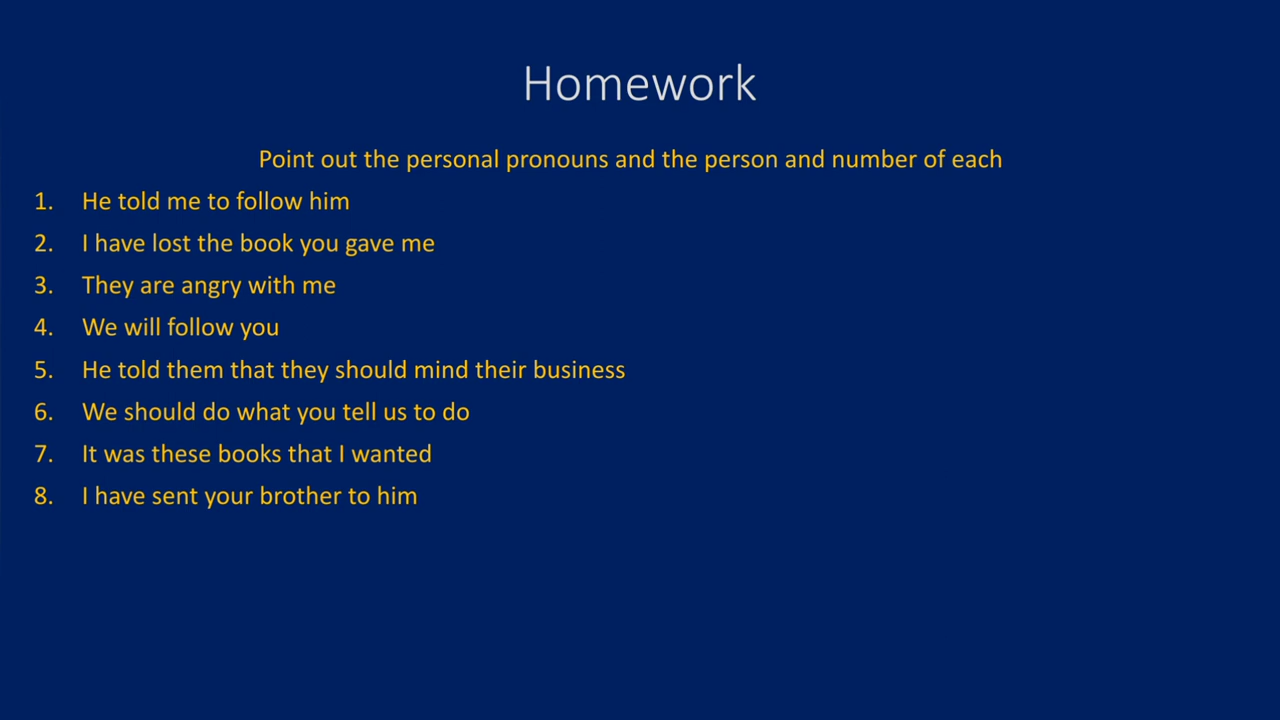 Homework
Point out the personal pronouns and the person and number of each
1. He told me to follow him
2. I have lost the book you gave me
3. They are angry with me
4. We will follow you
5. He told them that they should mind their business
6. We should do what you tell us to do
7. It was these books that I wanted
8. I have sent your brother to him